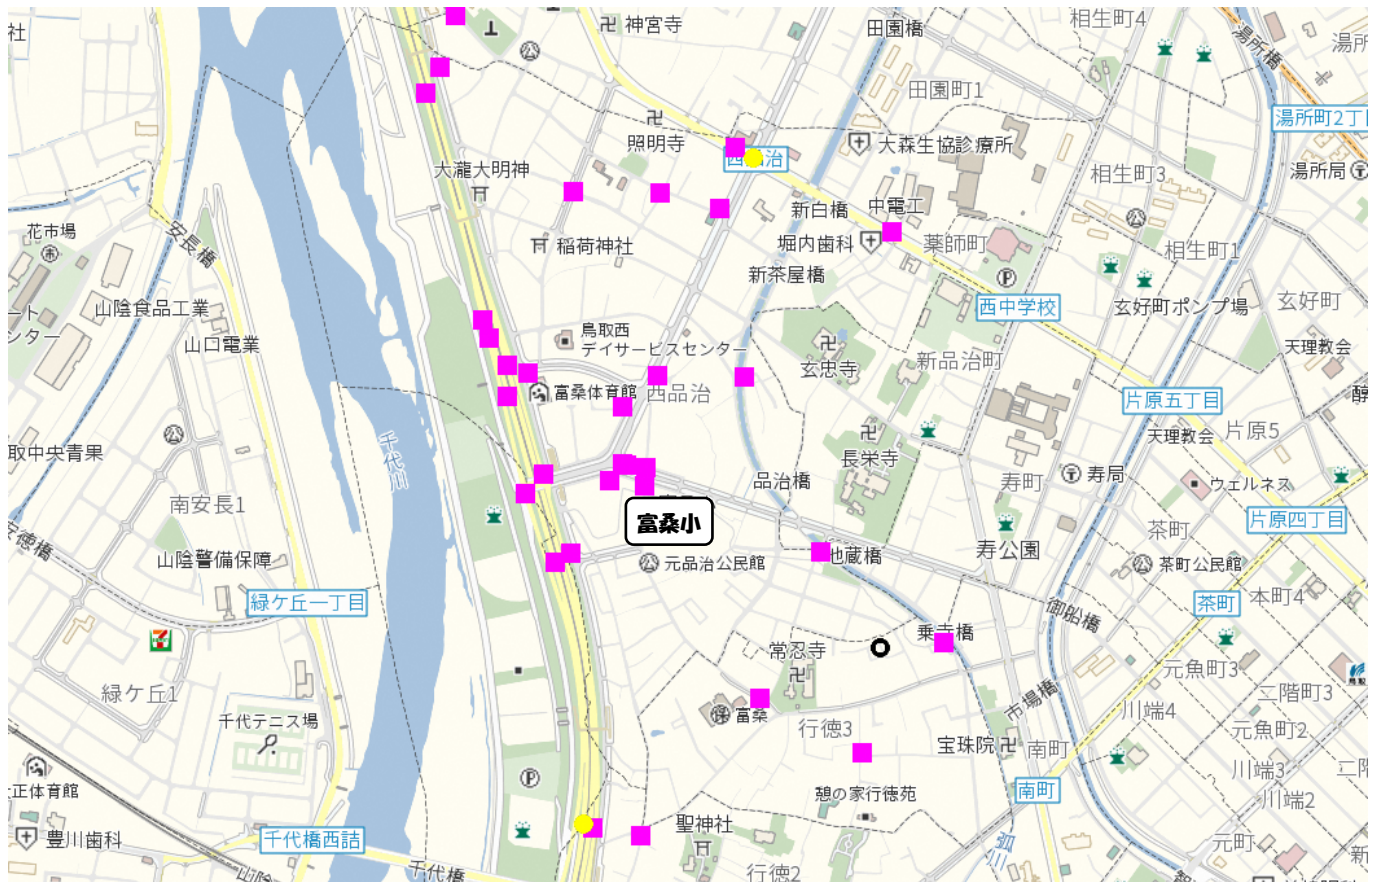 相生町4
神宮寺
田園橋
湯所橋
社
田園町1
湯所町2丁
照明寺
大森生協診療所
大瀧大明神
相生町3
湯所局
新白橋
中電工
花市場
安長橋
稲荷神社
堀内歯科
薬師町
相生町1
新茶屋橋
山陰食品工業
西中学校
玄好町ポンプ場
玄好町
ート
ンター
鳥取西
デイサービスセンター
山口電業
玄忠寺
新品治町
天理教会
富桑体育館
西品治
片原五丁目
天理教会
片原5
千代川
取中央青果
長栄寺
品治橋
寿町
寿局
ウェルネス
南安長1
富桑小
片原四丁目
茶町
安徳橋
山陰警備保障
元品治公民館
地蔵橋
寿公園
茶町公民館
緑ケ丘一丁目
御船橋
茶町
本町4
常忍寺
元魚町3
緑ケ丘1
富桑
市場橋
川端4
二階町3
千代テニス場
行徳3
宝珠院
南町
元魚町2
川端3
正体育館
憩の家行徳苑
南町
川端2
豊川歯科
千代橋西詰
聖神社
元町
千代橋
行徳2